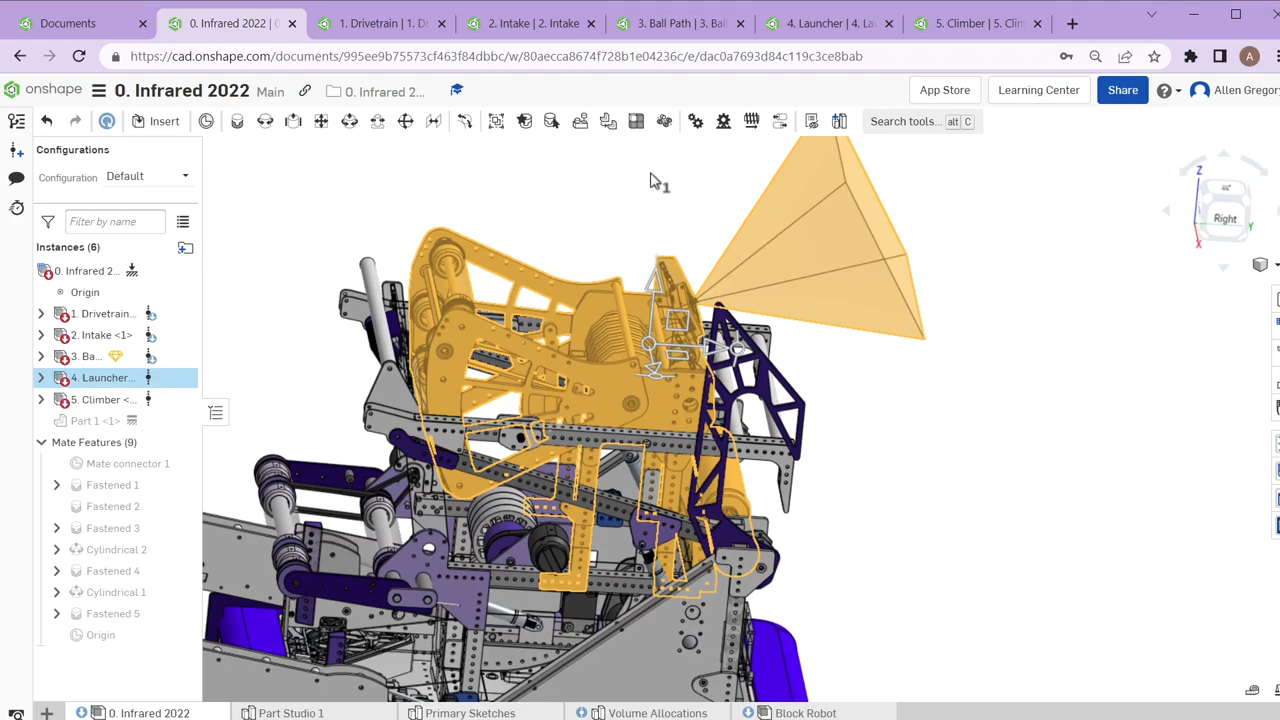 Documents
0. Infrared 2022 | 0
1. Drivetrain | 1. D
2. Intake | 2. Intake
3. Ball Path | 3. Bal
4. Launcher | 4. Lau
5. Climber | 5. Clim
https://cad.onshape.com/documents/995ee9b75573cf463f84dbbc/w/80aecca8674f728b1e04236c/e/dac0a7693d84c119c3ce8bab
A
onshape
0. Infrared 2022
Main
0. Infrared 2...
App Store
Learning Center
Share
Allen Gregory
Insert
Search tools...
alt
C
Configurations
Configuration
Default
Filter by name
Instances (6)
0. Infrared 2...
Origin
1. Drivetrain...
2. Intake <1>
3. Ba...
4. Launcher...
5. Climber <...
Part 1 <1>
Mate Features (9)
Mate connector 1
Fastened 1
Fastened 2
Fastened 3
Cylindrical 2
Fastened 4
Cylindrical 1
Fastened 5
Origin
Z
Right
Y
X
0. Infrared 2022
Part Studio 1
Primary Sketches
Volume Allocations
Block Robot